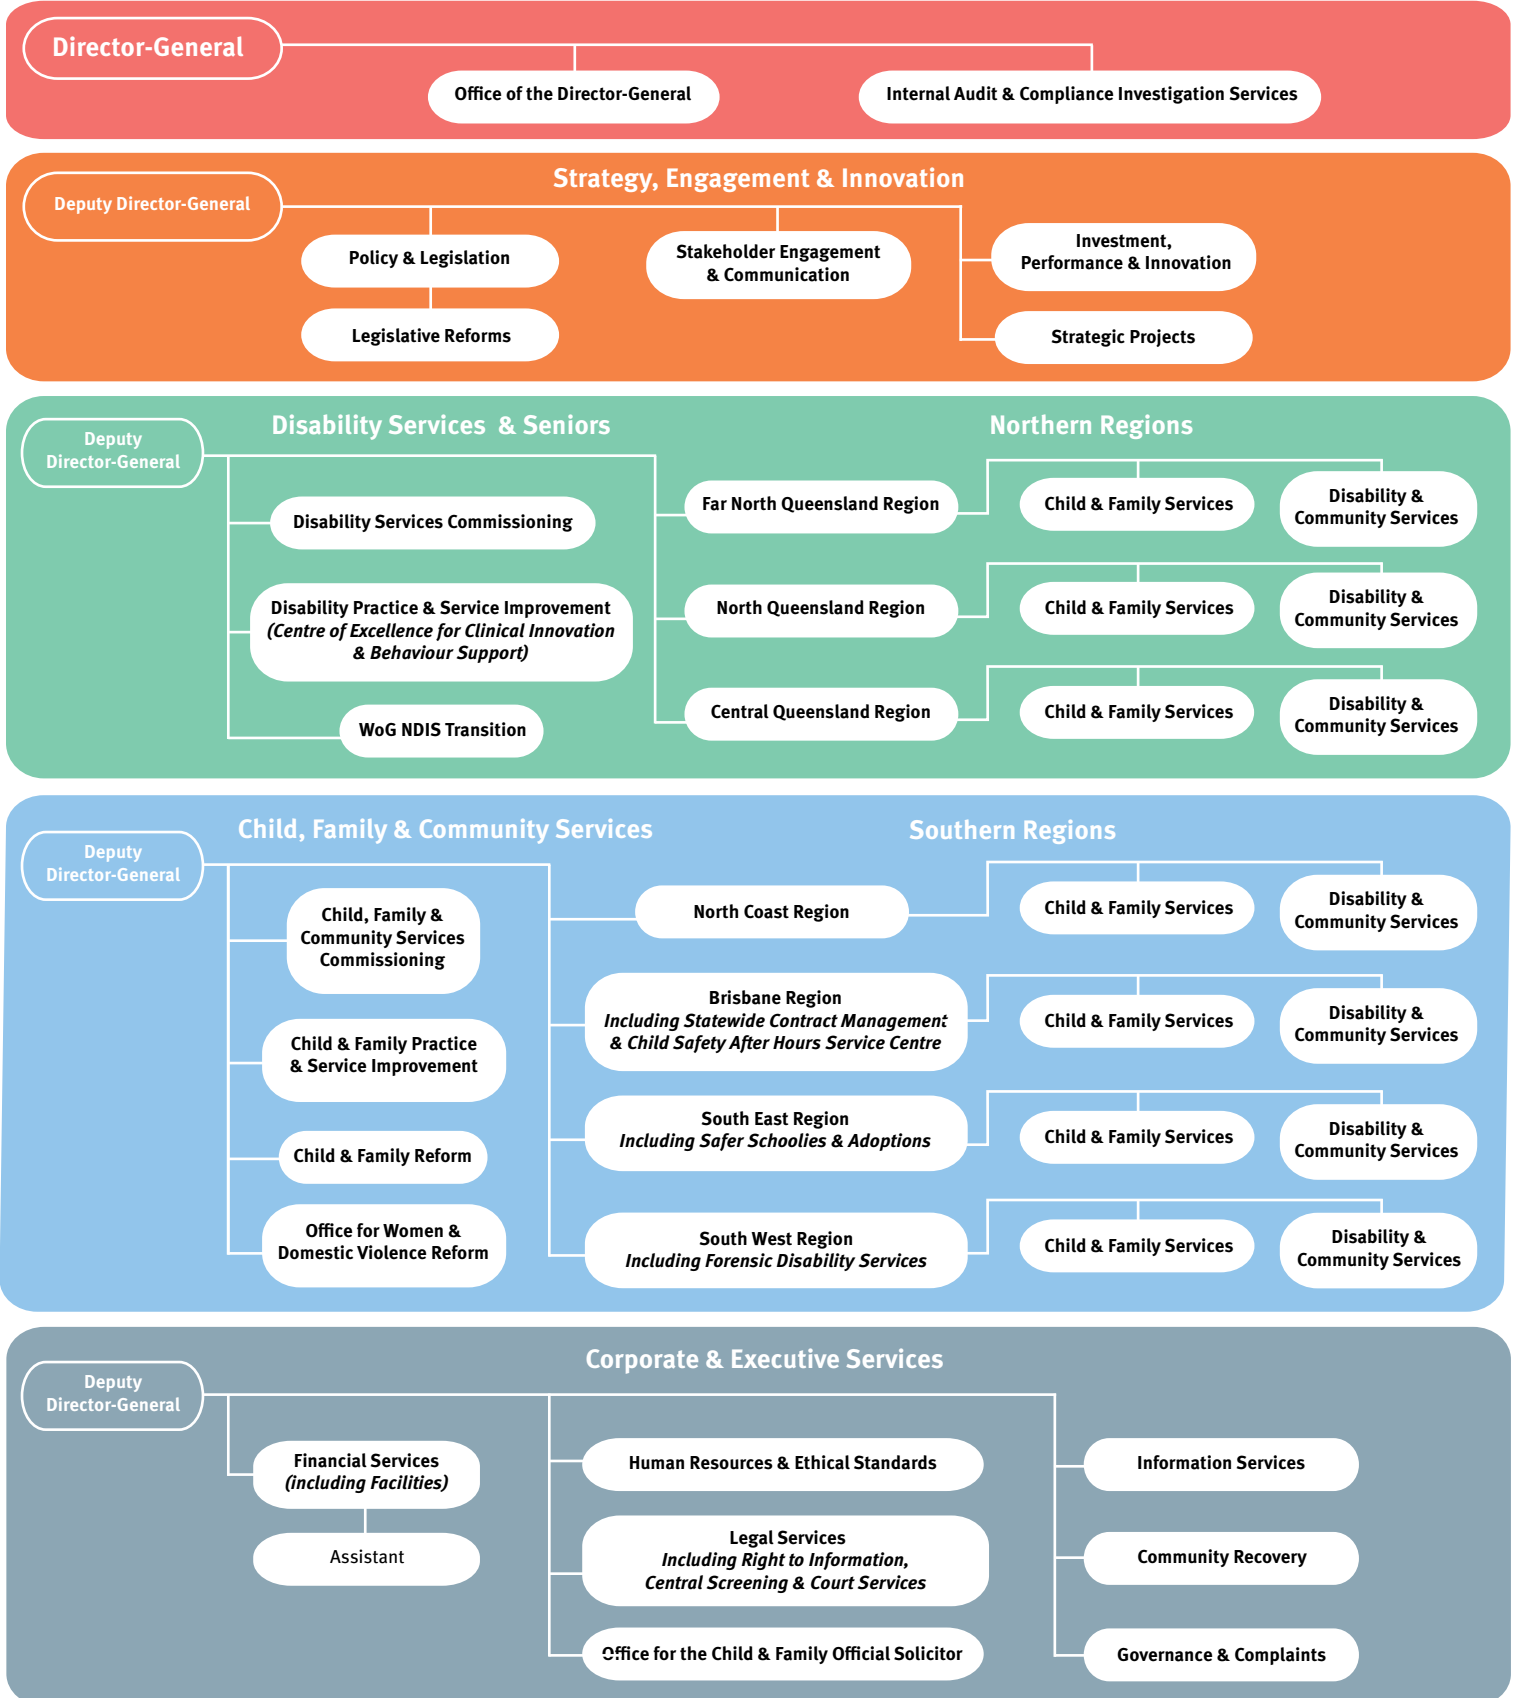 Director-General
Office of the Director-General
Internal Audit & Compliance Investigation Services
Strategy, Engagement & Innovation
Deputy Director-General
Policy & Legislation
Legislative Reforms
Stakeholder Engagement
& Communication
Investment,
Performance & Innovation
Strategic Projects
Disability Services & Seniors
Northern Regions
Deputy
Director-General
Disability Services Commissioning
Disability Practice & Service Improvement
(Centre of Excellence for Clinical Innovation
& Behaviour Support)
WoG NDIS Transition
Far North Queensland Region
Child & Family Services
Disability &
Community Services
North Queensland Region
Child & Family Services
Disability &
Community Services
Central Queensland Region
Child & Family Services
Disability &
Community Services
Child, Family & Community Services
Southern Regions
Deputy
Director-General
Child, Family &
Community Services
Commissioning
Child & Family Practice
& Service Improvement
Child & Family Reform
Office for Women &
Domestic Violence Reform
North Coast Region
Child & Family Services
Disability &
Community Services
Brisbane Region
Including Statewide Contract Management
& Child Safety After Hours Service Centre
Child & Family Services
Disability &
Community Services
South East Region
Including Safer Schoolies & Adoptions
Child & Family Services
Disability &
Community Services
South West Region
Including Forensic Disability Services
Child & Family Services
Disability &
Community Services
Corporate & Executive Services
Deputy
Director-General
Financial Services
(including Facilities)
Assistant
Human Resources & Ethical Standards
Legal Services
Including Right to Information,
Central Screening & Court Services
Office for the Child & Family Official Solicitor
Information Services
Community Recovery
Governance & Complaints